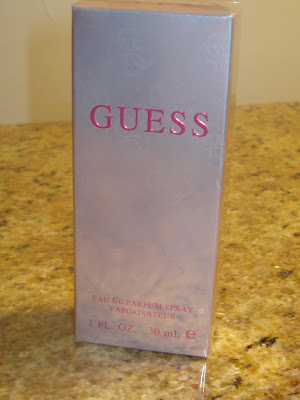 GUESS
EAU DE PARFUM SPRAY
VAPORISATEUR
1 FL. OZ. 30 mL ℮